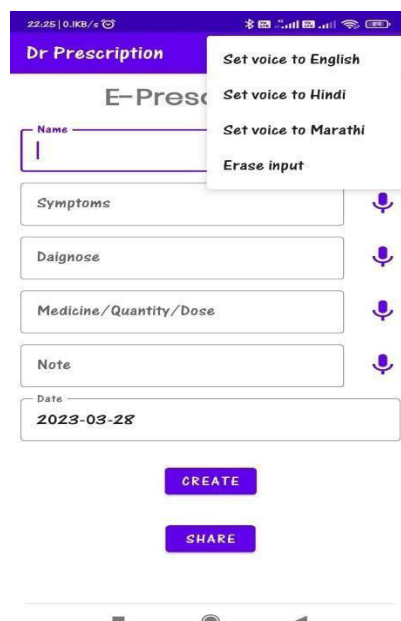 22:25 | 0.1KB/s
Dr Prescription
Set voice to English
Set voice to Hindi
Set voice to Marathi
Erase input
E-Presc
Name
Symptoms
Daignose
Medicine/Quantity/Dose
Note
Date
2023-03-28
CREATE
SHARE